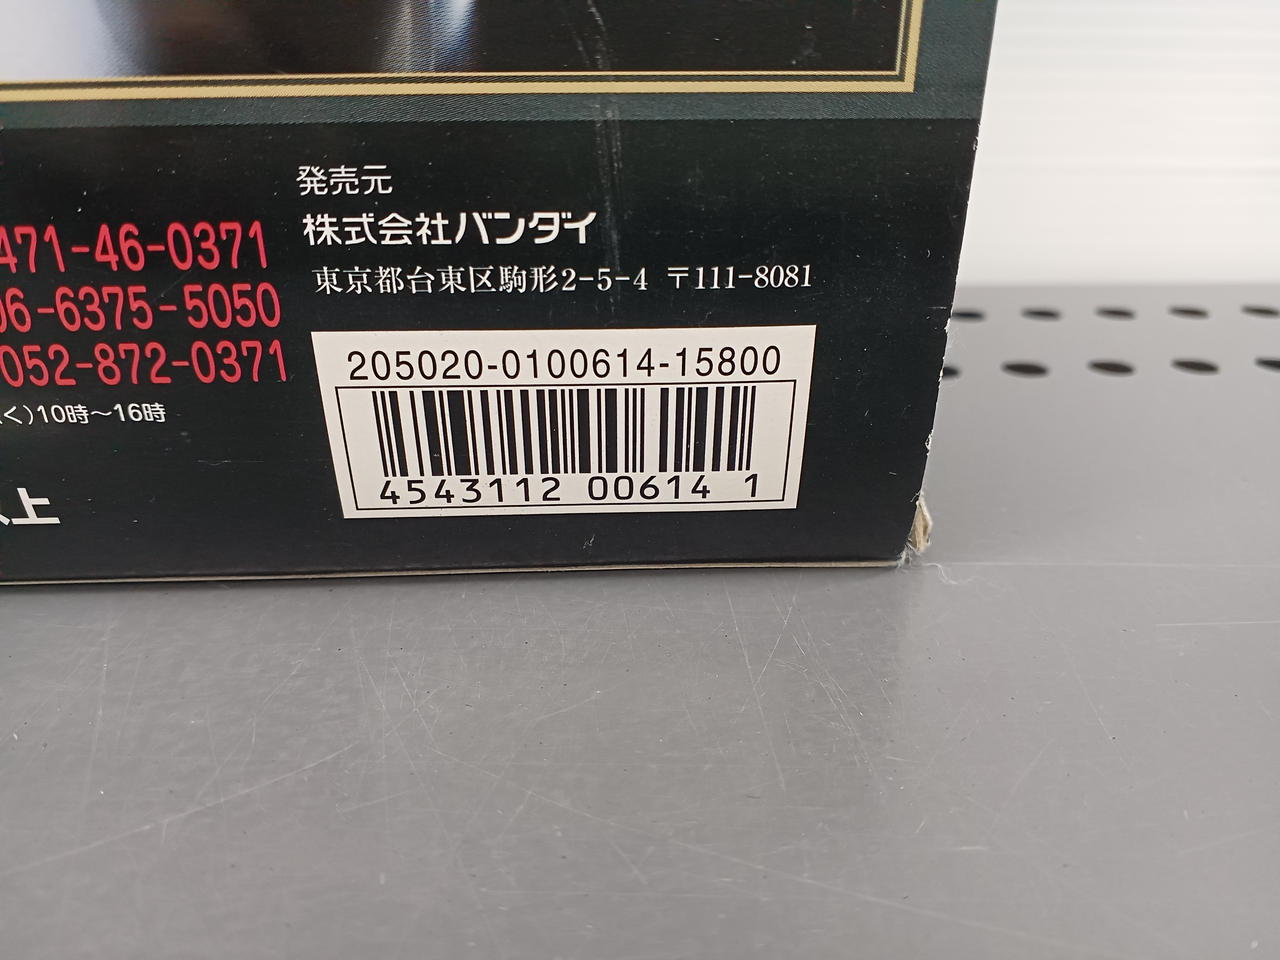 471-46-0371
06-6375-5050
052-872-0371
く)10時〜16時
上
発売元
株式会社バンダイ
東京都台東区駒形2-5-4 〒111-8081
205020-0100614-15800
4543112 00614 1